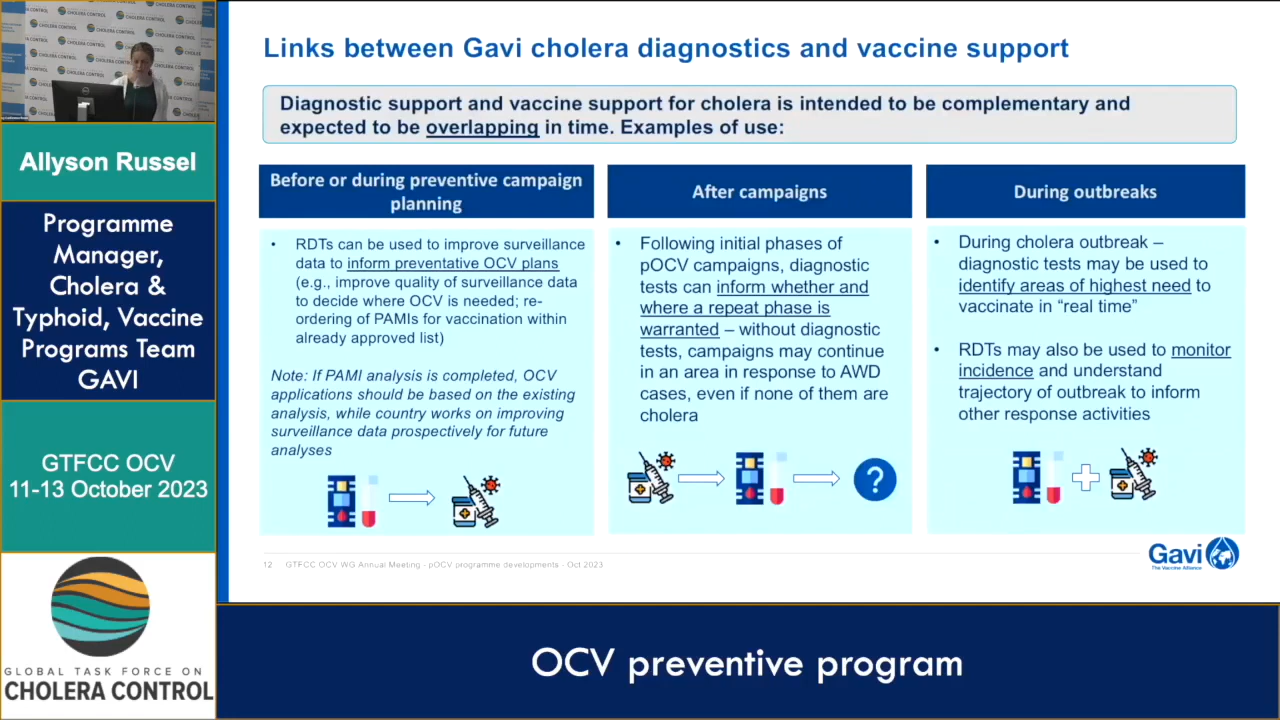 Links between Gavi cholera diagnostics and vaccine support
Diagnostic support and vaccine support for cholera is intended to be complementary and
expected to be overlapping in time. Examples of use:
Before or during preventive campaign
planning
• RDTs can be used to improve surveillance
data to inform preventative OCV plans
(e.g., improve quality of surveillance data
to decide where OCV is needed; re-
ordering of PAMIs for vaccination within
already approved list)
Note: If PAMI analysis is completed, OCV
applications should be based on the existing
analysis, while country works on improving
surveillance data prospectively for future
analyses
After campaigns
• Following initial phases of
pOCV campaigns, diagnostic
tests can inform whether and
where a repeat phase is
warranted – without diagnostic
tests, campaigns may continue
in an area in response to AWD
cases, even if none of them are
cholera
?
During outbreaks
• During cholera outbreak –
diagnostic tests may be used to
identify areas of highest need to
vaccinate in “real time”
• RDTs may also be used to monitor
incidence and understand
trajectory of outbreak to inform
other response activities
12 GTFCC OCV WG Annual Meeting - pOCV programme developments - Oct 2023
Gavi
The Vaccine Alliance
CHOLERA CONTROL
Allyson Russel
Programme
Manager,
Cholera &
Typhoid, Vaccine
Programs Team
GAVI
GTFCC OCV
11-13 October 2023
GLOBAL TASK FORCE ON
CHOLERA CONTROL
OCV preventive program